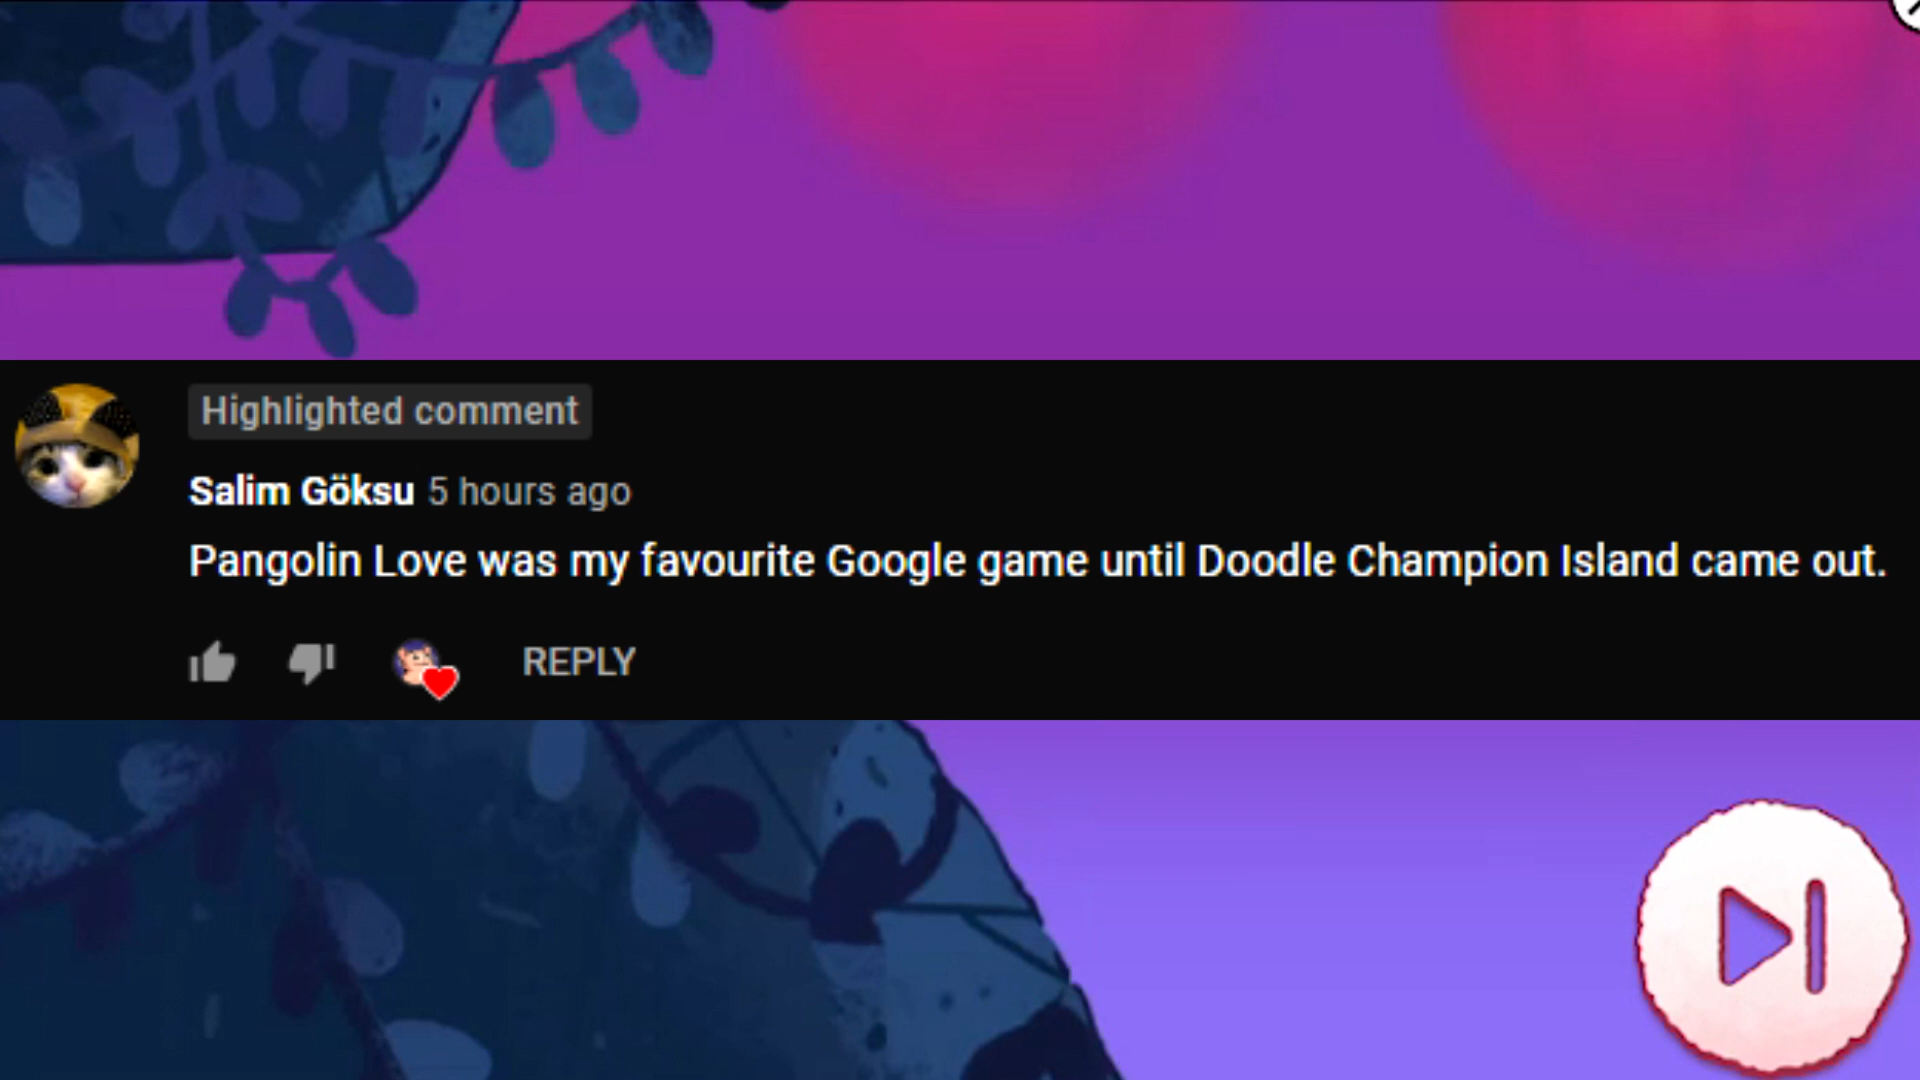 Highlighted comment
Salim Göksu 5 hours ago
Pangolin Love was my favourite Google game until Doodle Champion Island came out.
REPLY